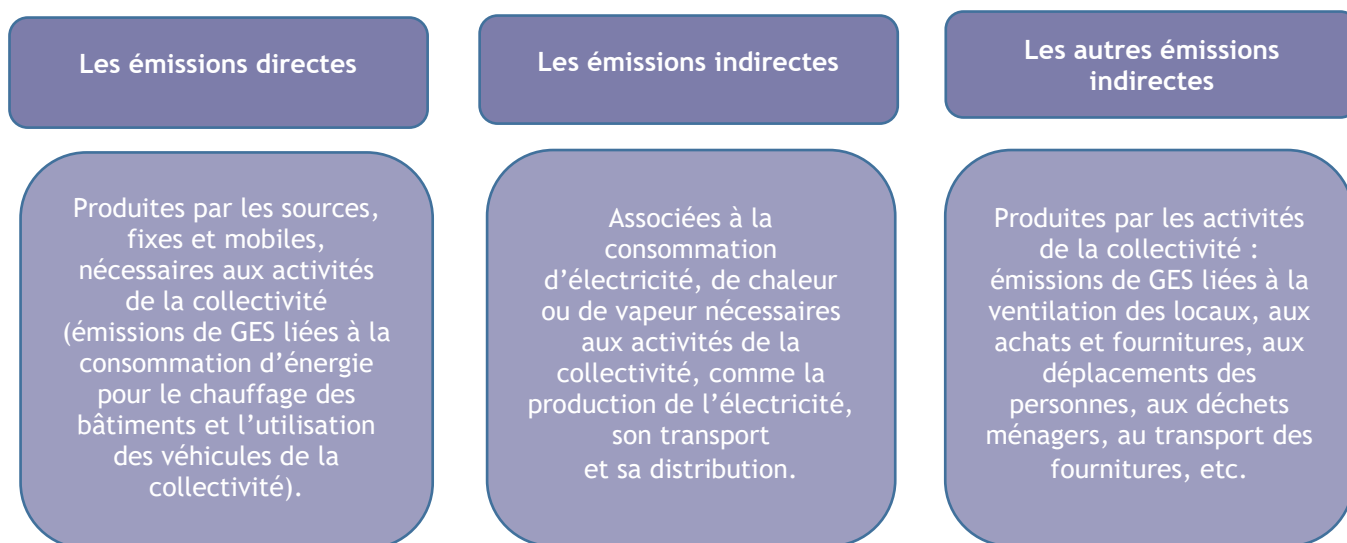 Les émissions directes
Produites par les sources,
fixes et mobiles,
nécessaires aux activités
de la collectivité
(émissions de GES liées à la
consommation d’énergie
pour le chauffage des
bâtiments et l’utilisation
des véhicules de la
collectivité).
Les émissions indirectes
Associées à la
consommation
d’électricité, de chaleur
ou de vapeur nécessaires
aux activités de la
collectivité, comme la
production de l’électricité,
son transport
et sa distribution.
Les autres émissions
indirectes
Produites par les activités
de la collectivité :
émissions de GES liées à la
ventilation des locaux, aux
achats et fournitures, aux
déplacements des
personnes, aux déchets
ménagers, au transport des
fournitures, etc.